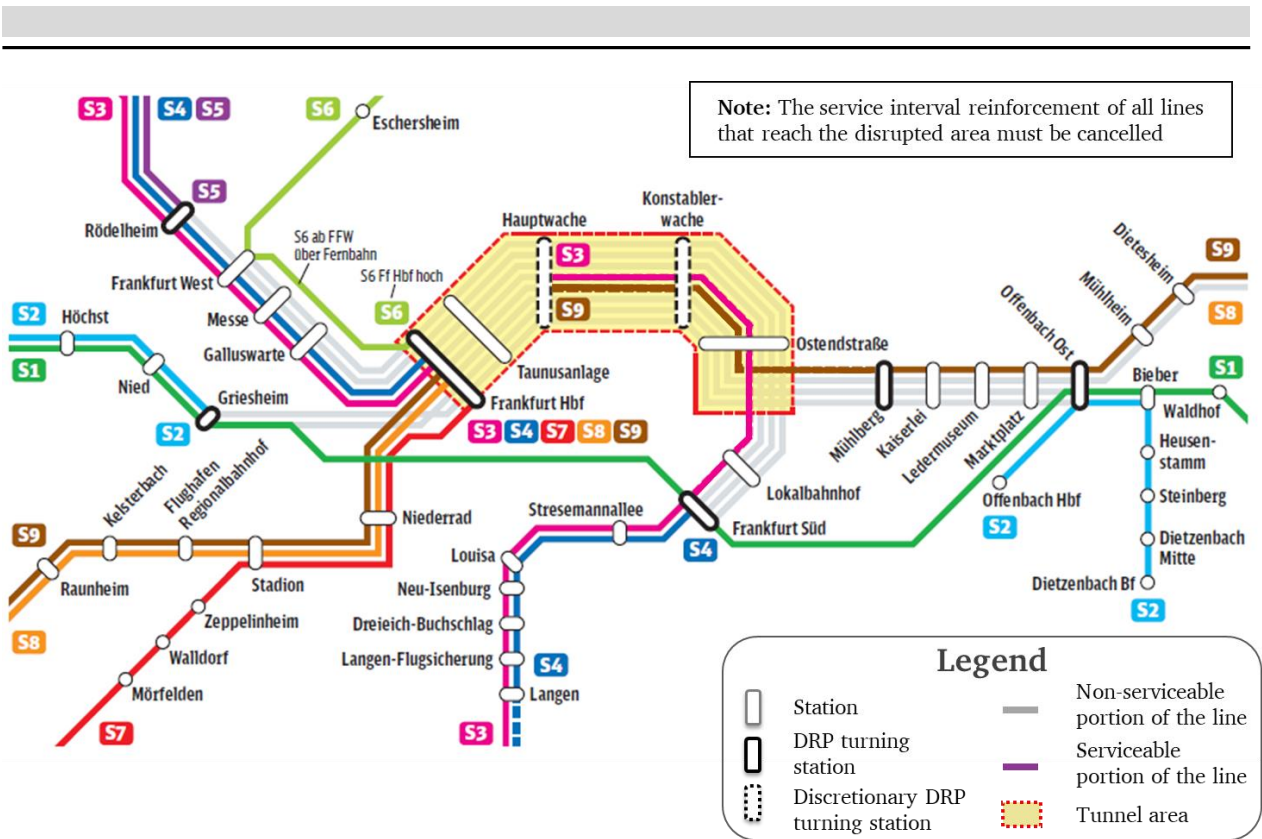 Note: The service interval reinforcement of all lines
that reach the disrupted area must be cancelled
S3
S4
S5
S6
Eschersheim
S5
Rödelheim
S6 ab FFW
über Fernbahn
Frankfurt West
S6 Ff Hbf hoch
S6
Messe
Galluswarte
Hauptwache
Konstabler-
wache
S3
S9
Ostendstraße
Taunusanlage
Frankfurt Hbf
S3
S4
S7
S8
S9
S2
Höchst
S1
Nied
Griesheim
S2
Dietesheim
S9
Mühlheim
S8
Offenbach Ost
Bieber
S1
Waldhof
Mühlberg
Kaiserlei
Ledermuseum
Marktplatz
Heusen-
stamm
Offenbach Hbf
S2
Steinberg
Dietzenbach
Mitte
Dietzenbach Bf
S2
Lokalbahnhof
Frankfurt Süd
S4
Stresemannallee
Kelsterbach
Flughafen
Regionalbahnhof
Niederrad
S9
Raunheim
S8
Stadion
Zeppelinheim
Walldorf
Mörfelden
S7
Louisa
Neu-Isenburg
Dreieich-Buchschlag
Langen-Flugsicherung
S4
Langen
S3
Legend
Station
Non-serviceable
portion of the line
DRP turning
station
Serviceable
portion of the line
Discretionary DRP
turning station
Tunnel area